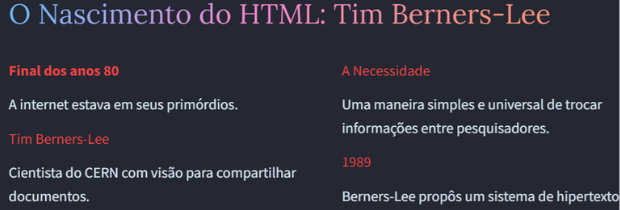 O Nascimento do HTML: Tim Berners-Lee
Final dos anos 80
A internet estava em seus primórdios.
Tim Berners-Lee
Cientista do CERN com visão para compartilhar
documentos.
A Necessidade
Uma maneira simples e universal de trocar
informações entre pesquisadores.
1989
Berners-Lee propôs um sistema de hipertexto